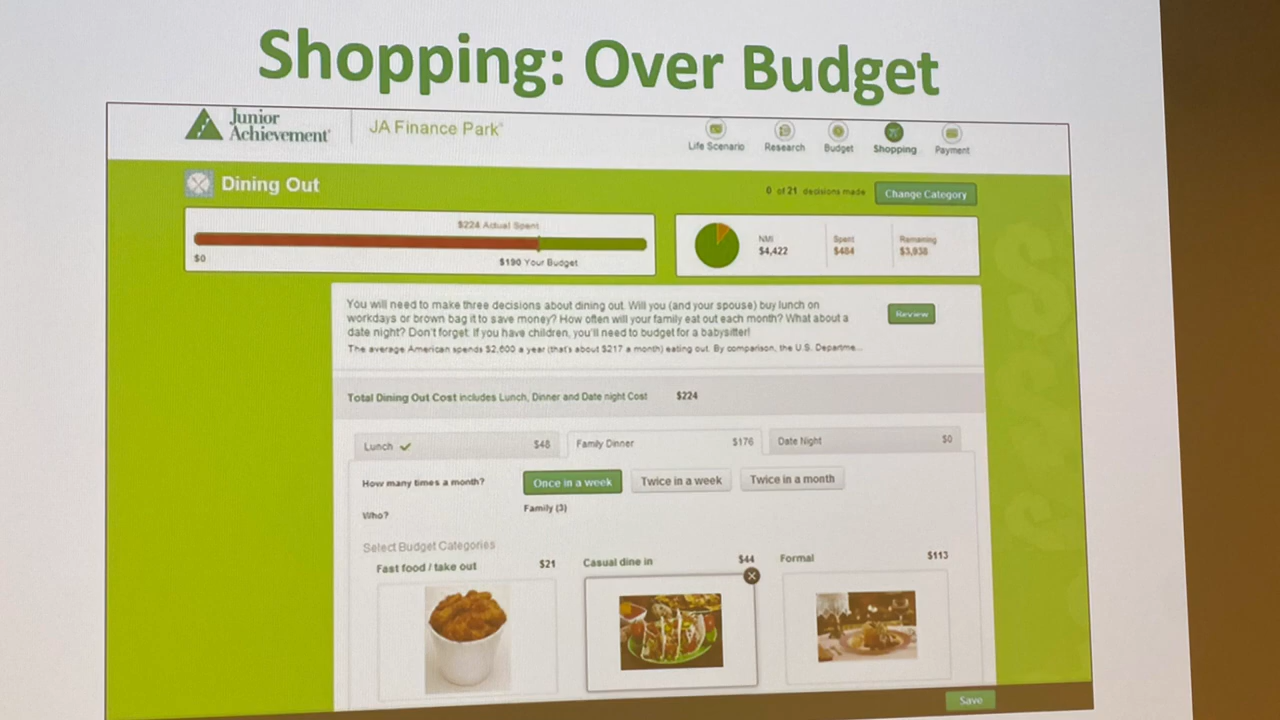 Shopping: Over Budget
Junior Achievement®
JA Finance Park®
Life Scenario
Research
Budget
Shopping
Payment
Dining Out
0 of 21 decisions made
Change Category
$224 Actual Spent
$0
$190 Your Budget
NMI
$4,422
Spent
$484
Remaining
$3,938
You will need to make three decisions about dining out. Will you (and your spouse) buy lunch on
workdays or brown bag it to save money? How often will your family eat out each month? What about a
date night? Don't forget: if you have children, you'll need to budget for a babysitter!
The average American spends $2,600 a year (that's about $217 a month) eating out. By comparison, the U.S. Departme...
Review
Total Dining Out Cost includes Lunch, Dinner and Date night Cost $224
Lunch $48
Family Dinner $176
Date Night $0
How many times a month?
Once in a week
Twice in a week
Twice in a month
Who?
Family (3)
Select Budget Categories
Fast food / take out $21
Casual dine in $44
Formal $113
Save